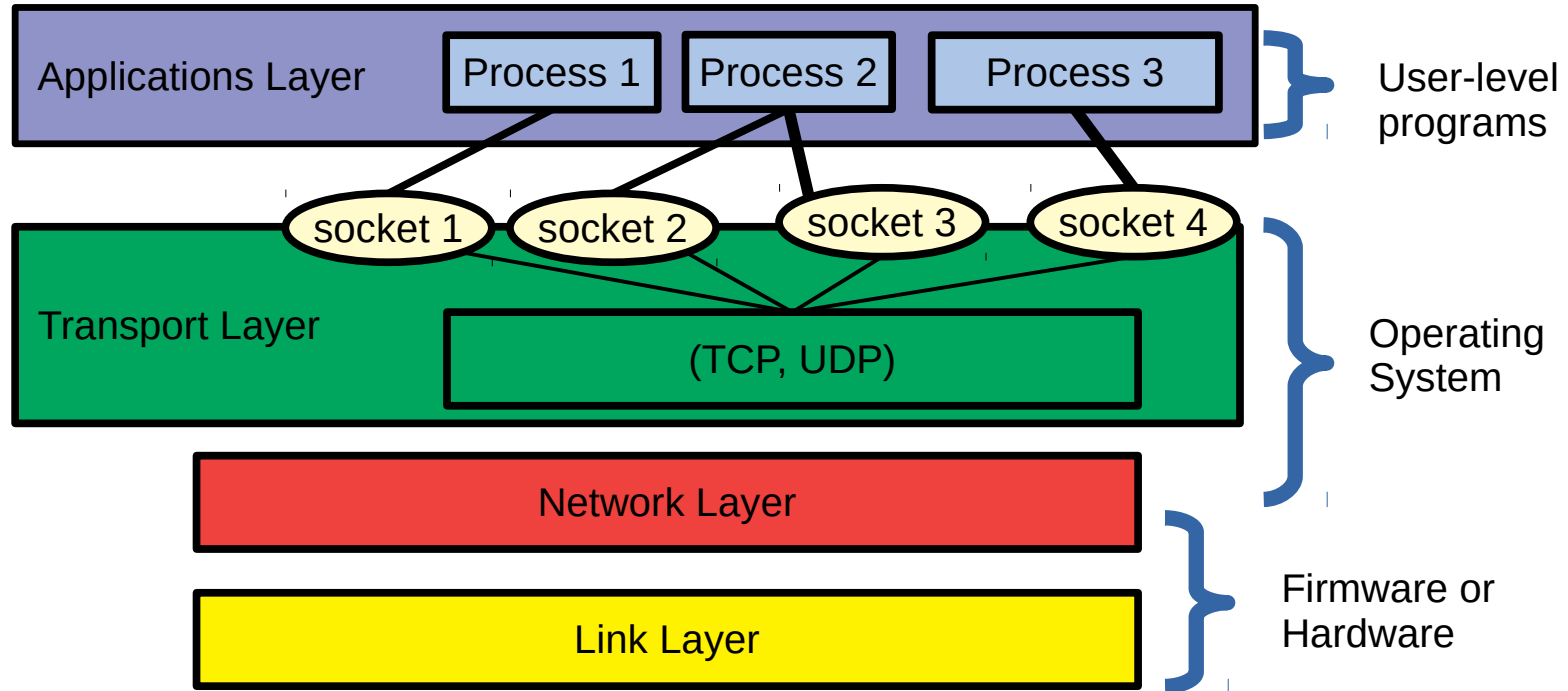 Applications Layer
Process 1
Process 2
Process 3
User-level
programs
socket 1
socket 2
socket 3
socket 4
Transport Layer
(TCP, UDP)
Operating
System
Network Layer
Firmware or
Hardware
Link Layer